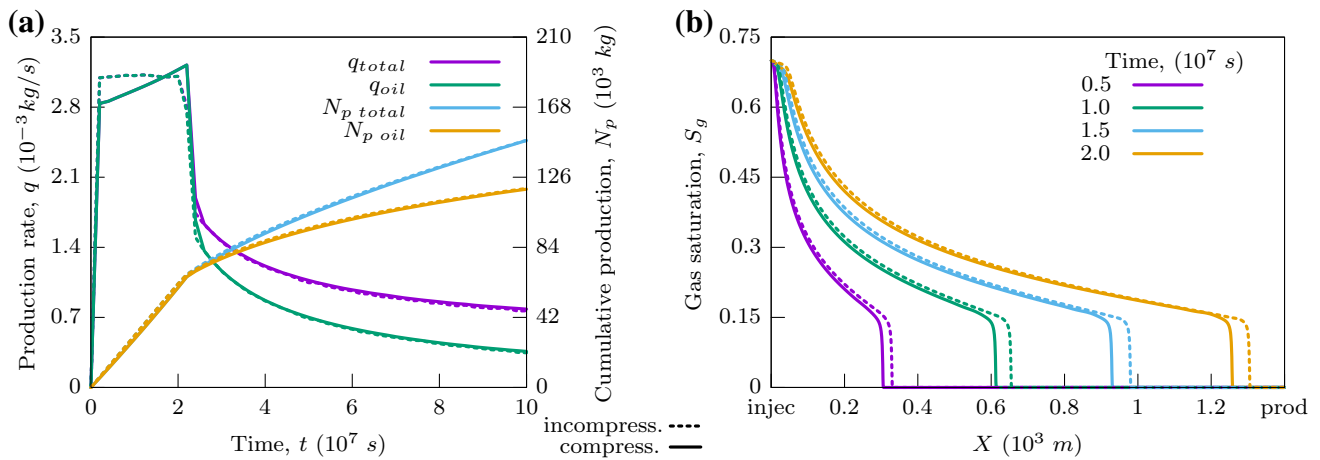 (a)
Production rate, q (10⁻³kg/s)
3.5
2.8
2.1
1.4
0.7
0
0 2 4 6 8 10
Time, t (10⁷ s)
q_total
q_oil
N_p total
N_p oil
210
168
126
84
42
0
Cumulative production, N_p (10³ kg)
incompress.
compress.
(b)
Gas saturation, S_g
0.75
0.6
0.45
0.3
0.15
0
injec 0.2 0.4 0.6 0.8 1 1.2 prod
X (10³ m)
Time, (10⁷ s)
0.5
1.0
1.5
2.0